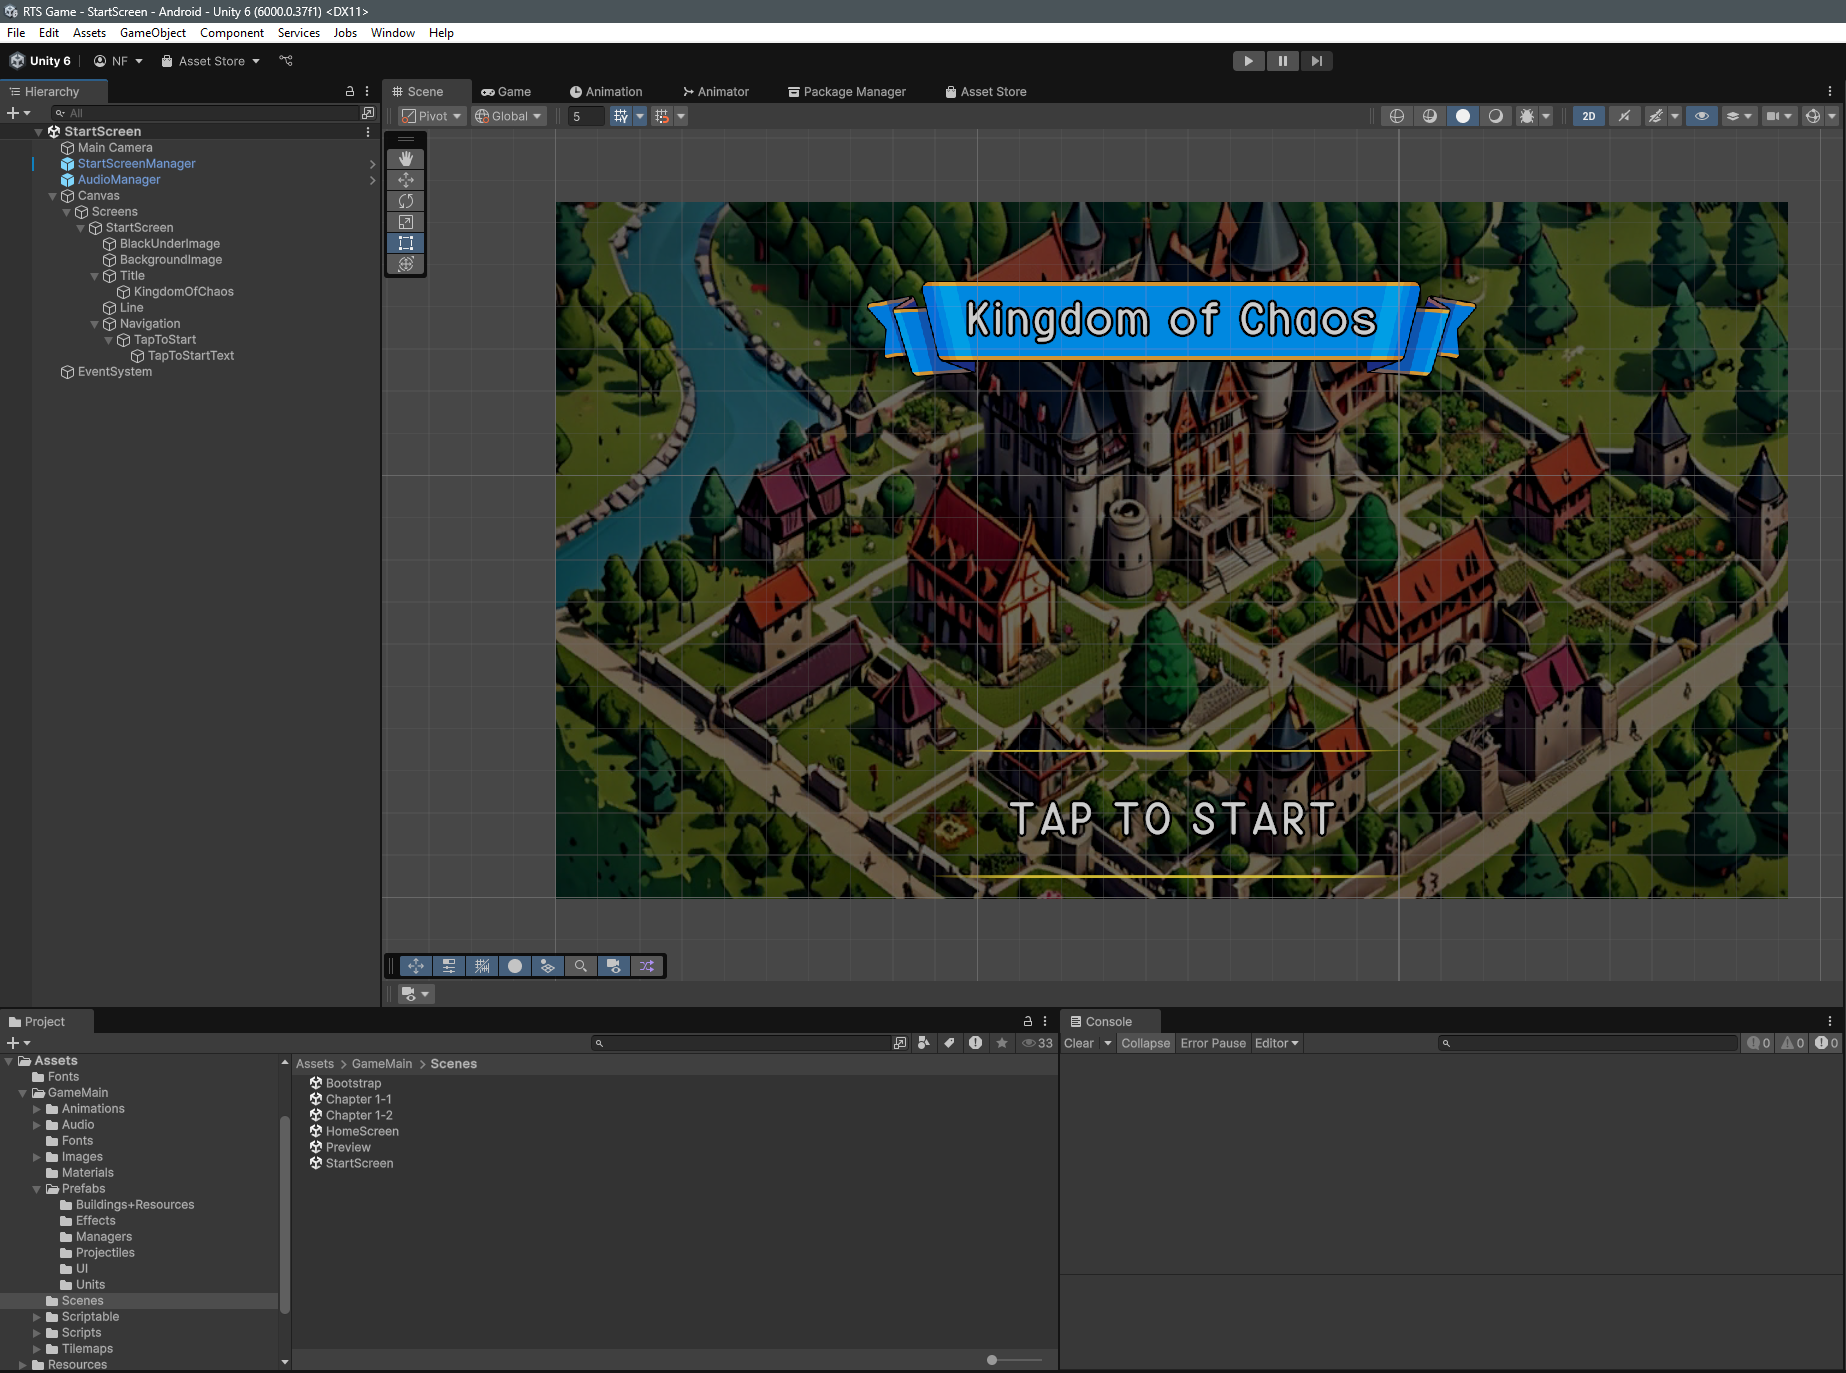 RTS Game - StartScreen - Android - Unity 6 (6000.0.37f1) <DX11>
File Edit Assets GameObject Component Services Jobs Window Help
Unity 6 NF Asset Store
Hierarchy
All
StartScreen
Main Camera
StartScreenManager
AudioManager
Canvas
Screens
StartScreen
BlackUnderImage
BackgroundImage
Title
KingdomOfChaos
Line
Navigation
TapToStart
TapToStartText
EventSystem
Scene Game Animation Animator Package Manager Asset Store
Pivot Global 5 2D
Kingdom of Chaos
TAP TO START
Project
33
Assets
Fonts
GameMain
Animations
Audio
Fonts
Images
Materials
Prefabs
Buildings+Resources
Effects
Managers
Projectiles
UI
Units
Scenes
Scriptable
Scripts
Tilemaps
Resources
Assets > GameMain > Scenes
Bootstrap
Chapter 1-1
Chapter 1-2
HomeScreen
Preview
StartScreen
Console
Clear Collapse Error Pause Editor 0 0 0